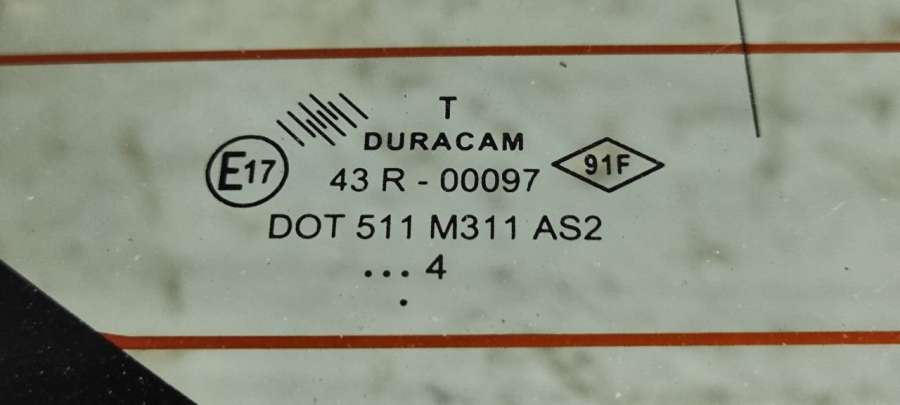 T
DURACAM
E17
43 R - 00097
91F
DOT 511 M311 AS2
... 4
.